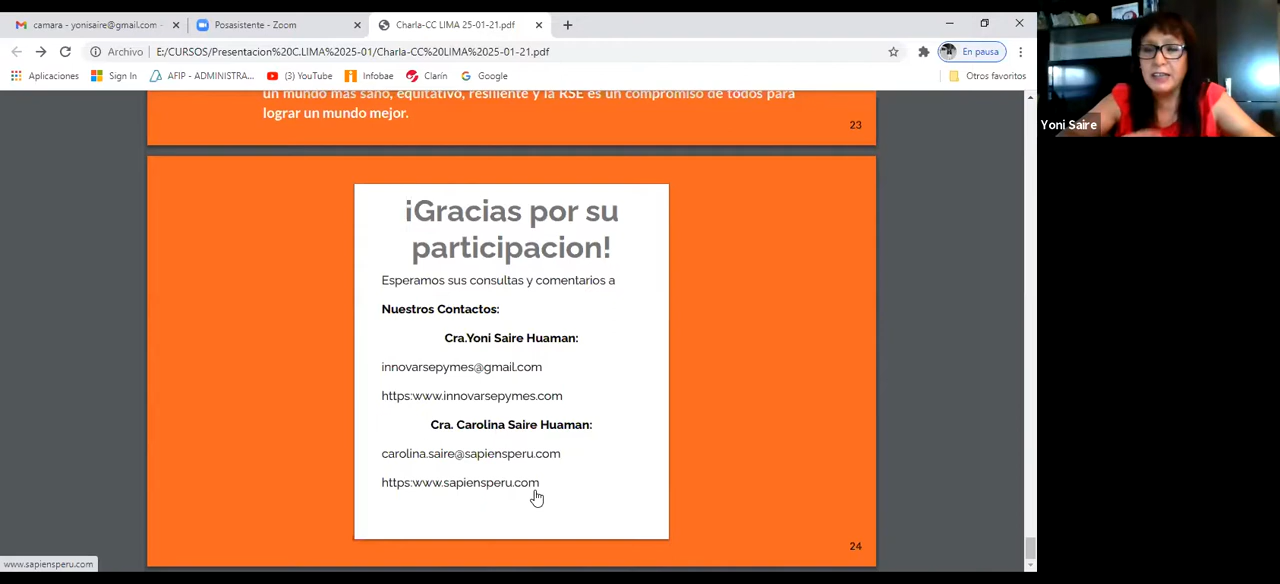 camara - yonisaire@gmail.com -
Posasistente - Zoom
Charla-CC LIMA 25-01-21.pdf
Archivo
E:/CURSOS/Presentacion%20C.LIMA%2025-01/Charla-CC%20LIMA%2025-01-21.pdf
En pausa
Aplicaciones
Sign In
AFIP - ADMINISTRA...
(3) YouTube
Infobae
Clarín
Google
Otros favoritos
un mundo más sano, equitativo, resiliente y la RSE es un compromiso de todos para
lograr un mundo mejor.
23
Yoni Saire
¡Gracias por su
participacion!
Esperamos sus consultas y comentarios a
Nuestros Contactos:
Cra.Yoni Saire Huaman:
innovarsepymes@gmail.com
https:www.innovarsepymes.com
Cra. Carolina Saire Huaman:
carolina.saire@sapiensperu.com
https:www.sapiensperu.com
24
www.sapiensperu.com